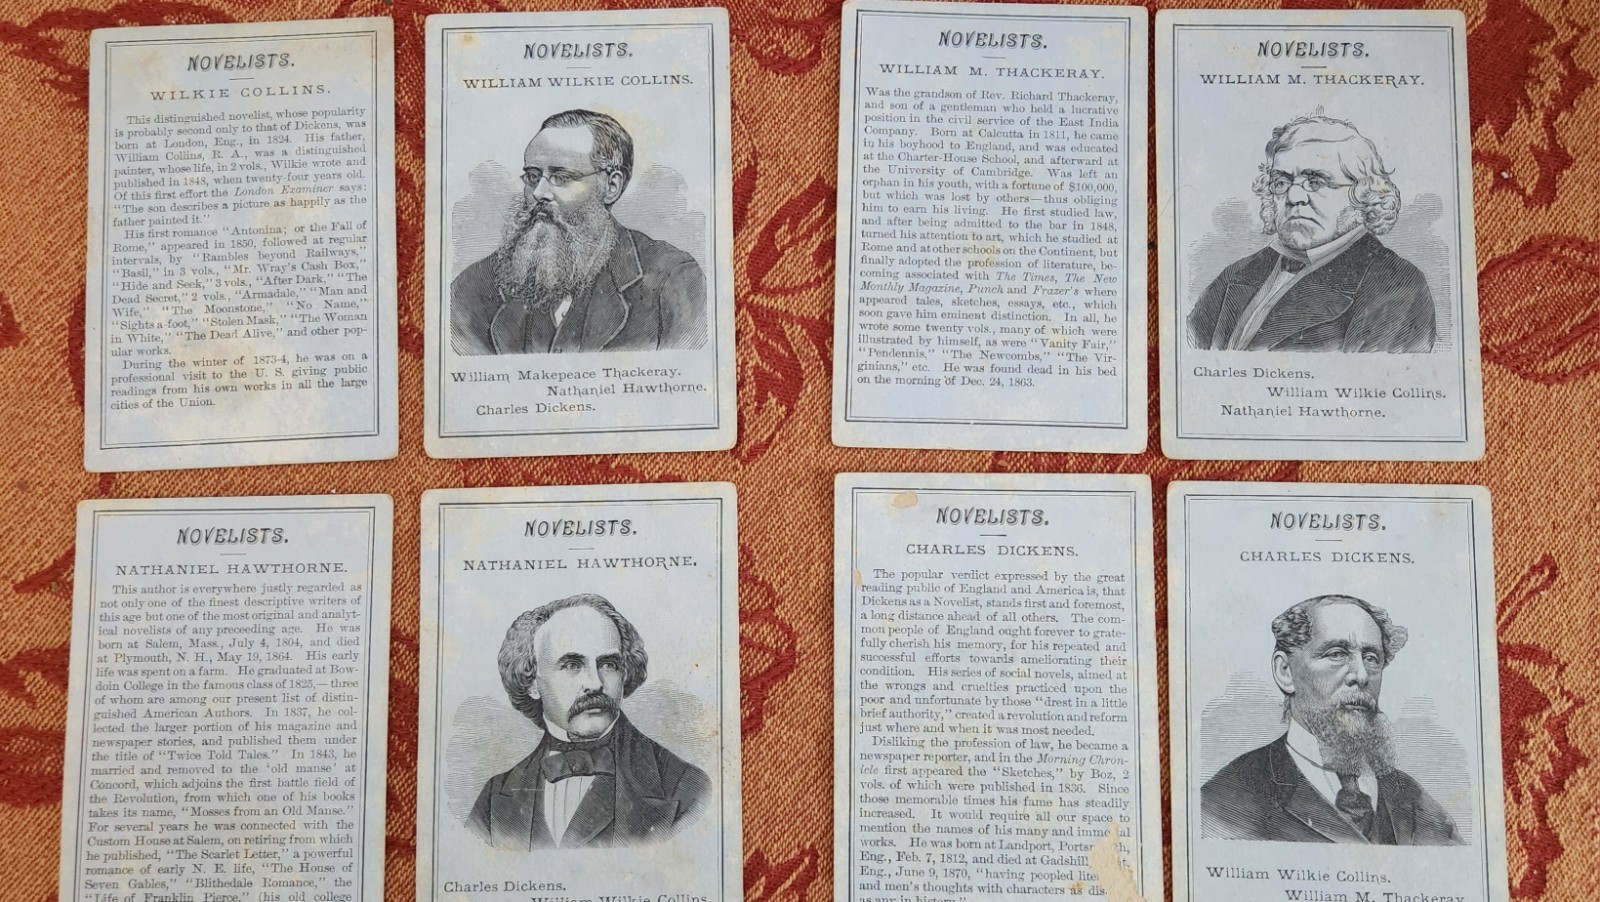 NOVELISTS.
WILKIE COLLINS.
This distinguished novelist, whose popularity
is probably second only to that of Dickens, was
born at London, Eng., in 1824. His father,
William Collins, R. A., was a distinguished
painter, whose life, in 2 vols., Wilkie wrote and
published in 1848, when twenty-four years old.
Of this first effort the London Examiner says:
"The son describes a picture as happily as the
father painted it."
His first romance "Antonina; or the Fall of
Rome," appeared in 1850, followed at regular
intervals, by "Rambles beyond Railways,"
"Basil," in 3 vols., "Mr. Wray's Cash Box,"
"Hide and Seek," 3 vols., "After Dark," "The
Dead Secret," 2 vols., "Armadale," "Man and
Wife," "The Moonstone," "No Name,"
"Sights a-foot," "Stolen Mask," "The Woman
in White," "The Dead Alive," and other pop-
ular works.
During the winter of 1873-4, he was on a
professional visit to the U. S. giving public
readings from his own works in all the large
cities of the Union.
NOVELISTS.
WILLIAM WILKIE COLLINS.
William Makepeace Thackeray.
Nathaniel Hawthorne.
Charles Dickens.
NOVELISTS.
WILLIAM M. THACKERAY.
Was the grandson of Rev. Richard Thackeray,
and son of a gentleman who held a lucrative
position in the civil service of the East India
Company. Born at Calcutta in 1811, he came
in his boyhood to England, and was educated
at the Charter-House School, and afterward at
the University of Cambridge. Was left an
orphan in his youth, with a fortune of $100,000,
but which was lost by others—thus obliging
him to earn his living. He first studied law,
and after being admitted to the bar in 1848,
turned his attention to art, which he studied at
Rome and at other schools on the Continent, but
finally adopted the profession of literature, be-
coming associated with The Times, The New
Monthly Magazine, Punch and Frazer's where
appeared tales, sketches, essays, etc., which
soon gave him eminent distinction. In all, he
wrote some twenty vols., many of which were
illustrated by himself, as were "Vanity Fair,"
"Pendennis," "The Newcombs," "The Vir-
ginians," etc. He was found dead in his bed
on the morning of Dec. 24, 1863.
NOVELISTS.
WILLIAM M. THACKERAY.
Charles Dickens.
William Wilkie Collins.
Nathaniel Hawthorne.
NOVELISTS.
NATHANIEL HAWTHORNE.
This author is everywhere justly regarded as
not only one of the finest descriptive writers of
this age but one of the most original and analyt-
ical novelists of any preceeding age. He was
born at Salem, Mass., July 4, 1804, and died
at Plymouth, N. H., May 19, 1864. His early
life was spent on a farm. He graduated at Bow-
doin College in the famous class of 1825,—three
of whom are among our present list of distin-
guished American Authors. In 1837, he col-
lected the larger portion of his magazine and
newspaper stories, and published them under
the title of "Twice Told Tales." In 1843, he
married and removed to the 'old manse' at
Concord, which adjoins the first battle field of
the Revolution, from which one of his books
takes its name, "Mosses from an Old Manse."
For several years he was connected with the
Custom House at Salem, on retiring from which
he published, "The Scarlet Letter," a powerful
romance of early N. E. life, "The House of
Seven Gables," "Blithedale Romance," the
"Life of Franklin Pierce," (his old college
NOVELISTS.
NATHANIEL HAWTHORNE.
Charles Dickens.
William Wilkie Collins.
NOVELISTS.
CHARLES DICKENS.
The popular verdict expressed by the great
reading public of England and America is, that
Dickens as a Novelist, stands first and foremost,
a long distance ahead of all others. The com-
mon people of England ought forever to grate-
fully cherish his memory, for his repeated and
successful efforts towards ameliorating their
condition. His series of social novels, aimed at
the wrongs and cruelties practiced upon the
poor and unfortunate by those "drest in a little
brief authority," created a revolution and reform
just where and when it was most needed.
Disliking the profession of law, he became a
newspaper reporter, and in the Morning Chron-
icle first appeared the "Sketches," by Boz, 2
vols. of which were published in 1836. Since
those memorable times his fame has steadily
increased. It would require all our space to
mention the names of his many and
works. He was born at Landport,
Eng., Feb. 7, 1812, and died at
Eng., June 9, 1870, "having peopled
and men's thoughts with characters as
as any in history."
NOVELISTS.
CHARLES DICKENS.
William Wilkie Collins.
William M. Thackeray